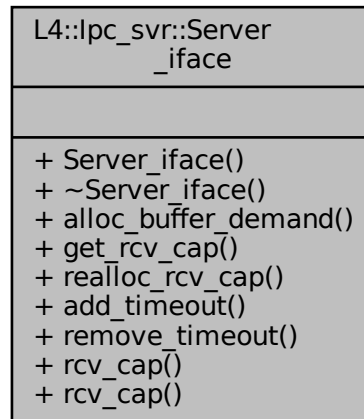 L4::Ipc_svr::Server
_iface
+ Server_iface()
+ ~Server_iface()
+ alloc_buffer_demand()
+ get_rcv_cap()
+ realloc_rcv_cap()
+ add_timeout()
+ remove_timeout()
+ rcv_cap()
+ rcv_cap()